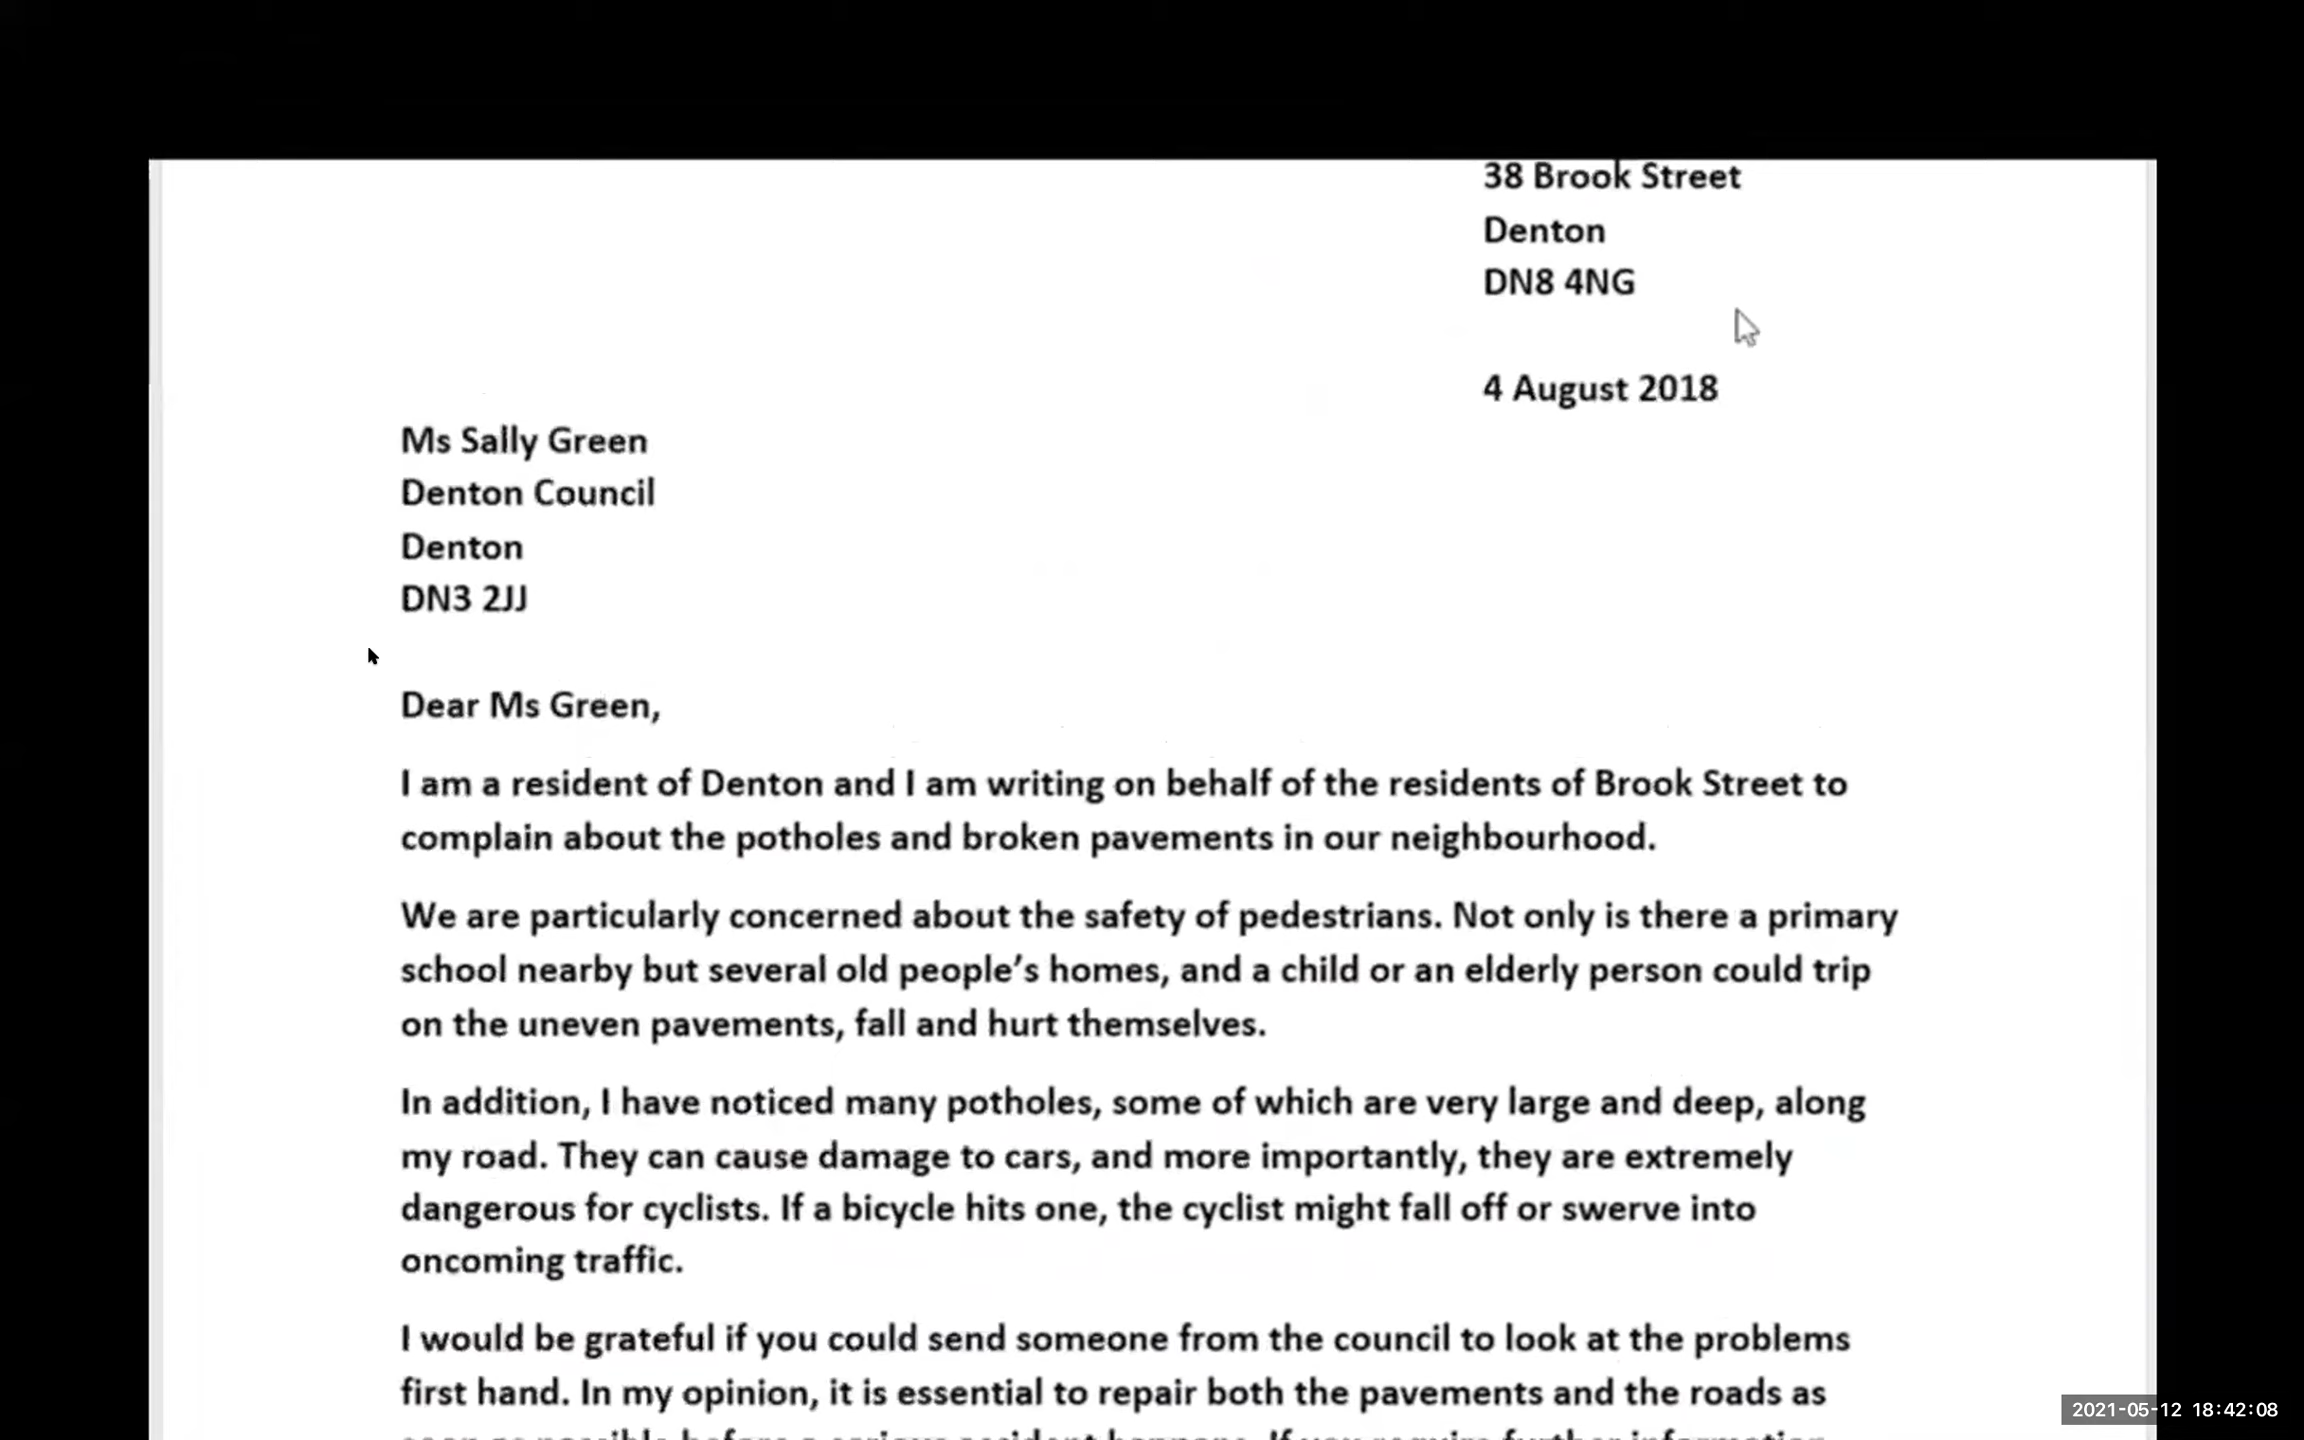 38 Brook Street
Denton
DN8 4NG
4 August 2018
Ms Sally Green
Denton Council
Denton
DN3 2JJ
Dear Ms Green,
I am a resident of Denton and I am writing on behalf of the residents of Brook Street to
complain about the potholes and broken pavements in our neighbourhood.
We are particularly concerned about the safety of pedestrians. Not only is there a primary
school nearby but several old people’s homes, and a child or an elderly person could trip
on the uneven pavements, fall and hurt themselves.
In addition, I have noticed many potholes, some of which are very large and deep, along
my road. They can cause damage to cars, and more importantly, they are extremely
dangerous for cyclists. If a bicycle hits one, the cyclist might fall off or swerve into
oncoming traffic.
I would be grateful if you could send someone from the council to look at the problems
first hand. In my opinion, it is essential to repair both the pavements and the roads as
2021-05-12 18:42:08